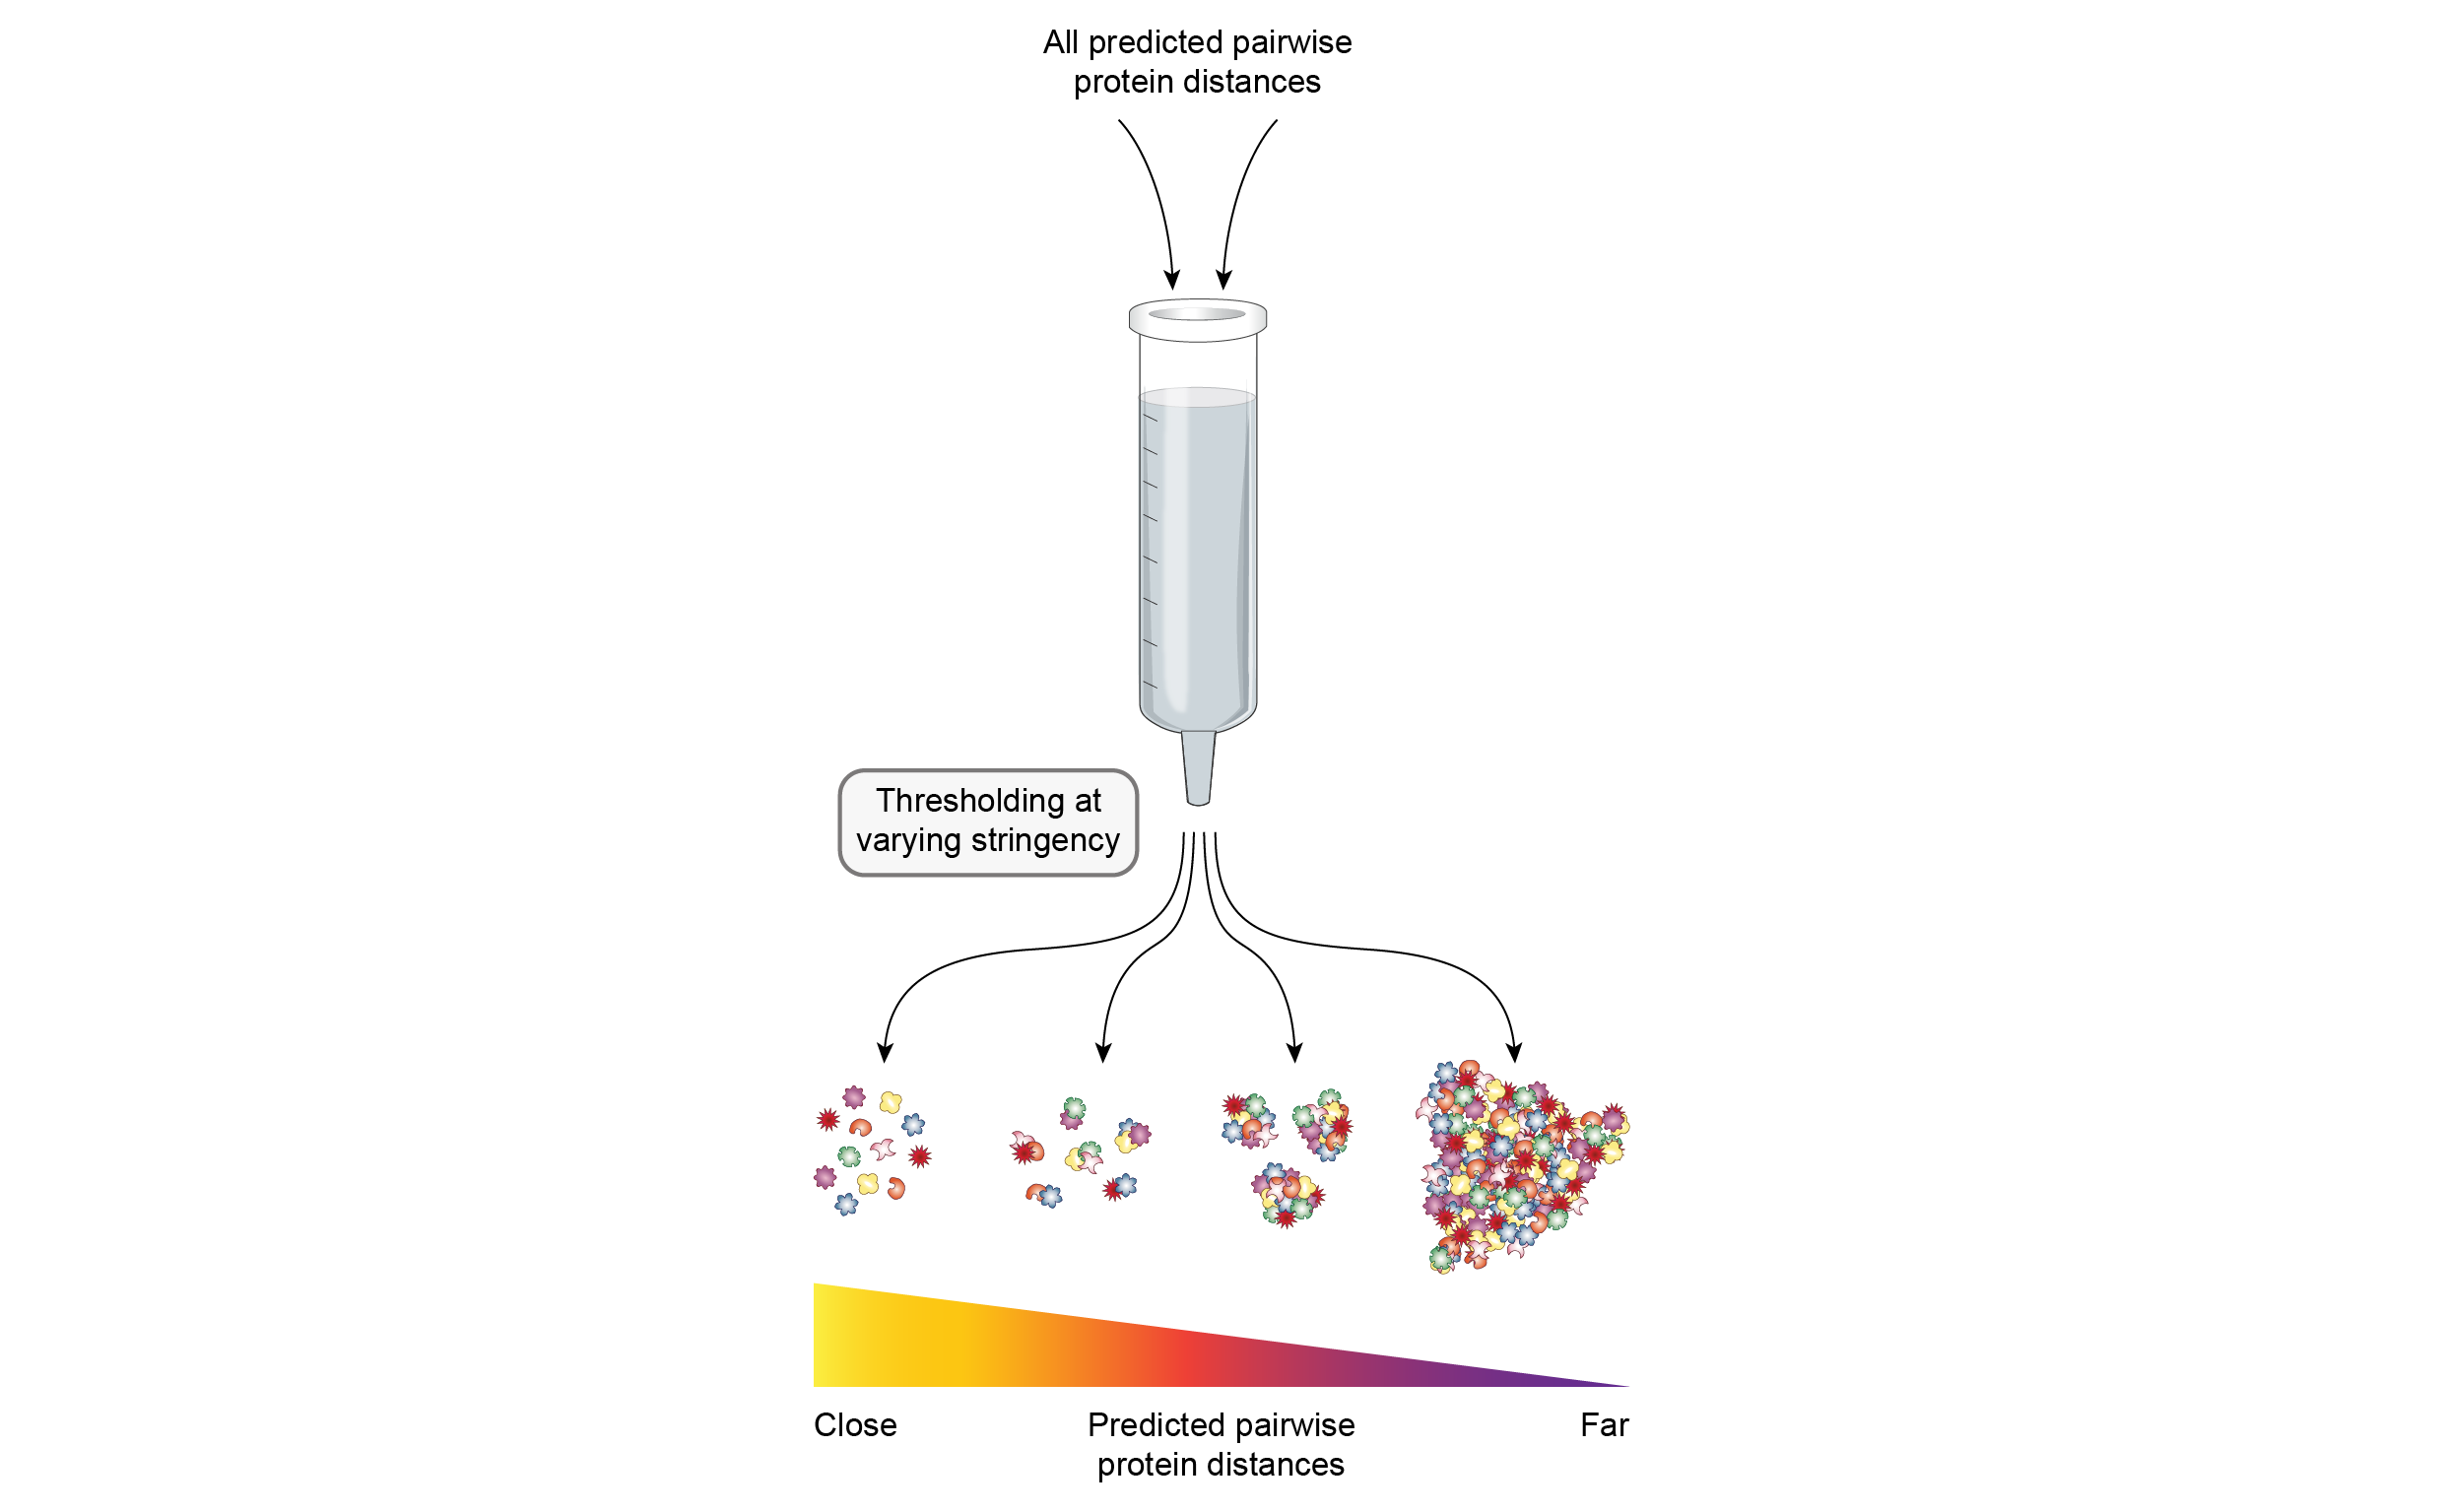 All predicted pairwise
protein distances
Thresholding at
varying stringency
Close
Predicted pairwise
protein distances
Far